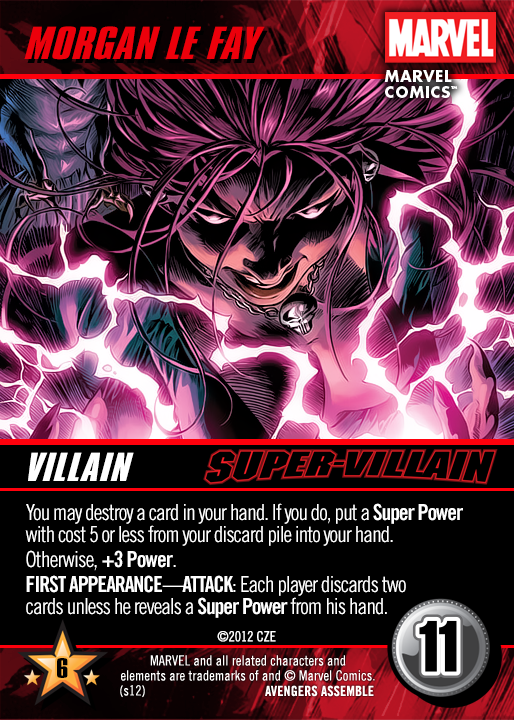 MORGAN LE FAY
MARVEL
MARVEL
COMICS™
VILLAIN
SUPER-VILLAIN
You may destroy a card in your hand. If you do, put a Super Power
with cost 5 or less from your discard pile into your hand.
Otherwise, +3 Power.
FIRST APPEARANCE—ATTACK: Each player discards two
cards unless he reveals a Super Power from his hand.
©2012 CZE
6
11
MARVEL and all related characters and
elements are trademarks of and © Marvel Comics.
(s12)
AVENGERS ASSEMBLE